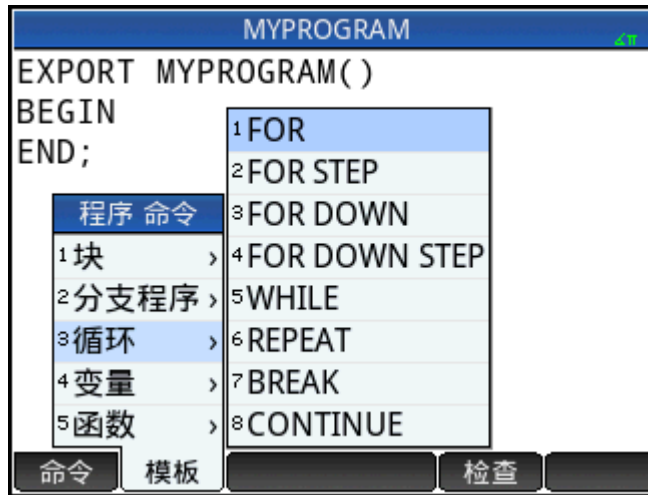 MYPROGRAM
∡π
EXPORT MYPROGRAM()
BEGIN
END;
程序 命令
1块 ›
2分支程序 ›
3循环 ›
4变量 ›
5函数 ›
1FOR
2FOR STEP
3FOR DOWN
4FOR DOWN STEP
5WHILE
6REPEAT
7BREAK
8CONTINUE
命令 模板 检查